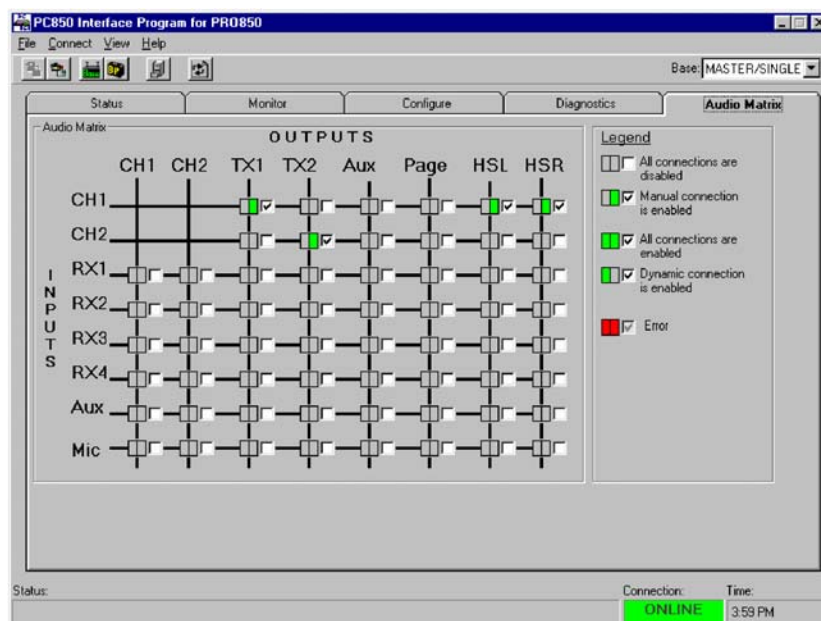 PC850 Interface Program for PRO850
File Connect View Help
Base: MASTER/SINGLE
Status Monitor Configure Diagnostics Audio Matrix
Audio Matrix
OUTPUTS
CH1 CH2 TX1 TX2 Aux Page HSL HSR
INPUTS
CH1
CH2
RX1
RX2
RX3
RX4
Aux
Mic
Legend
All connections are
disabled
Manual connection
is enabled
All connections are
enabled
Dynamic connection
is enabled
Error
Status:
Connection: Time:
ONLINE 3:59 PM